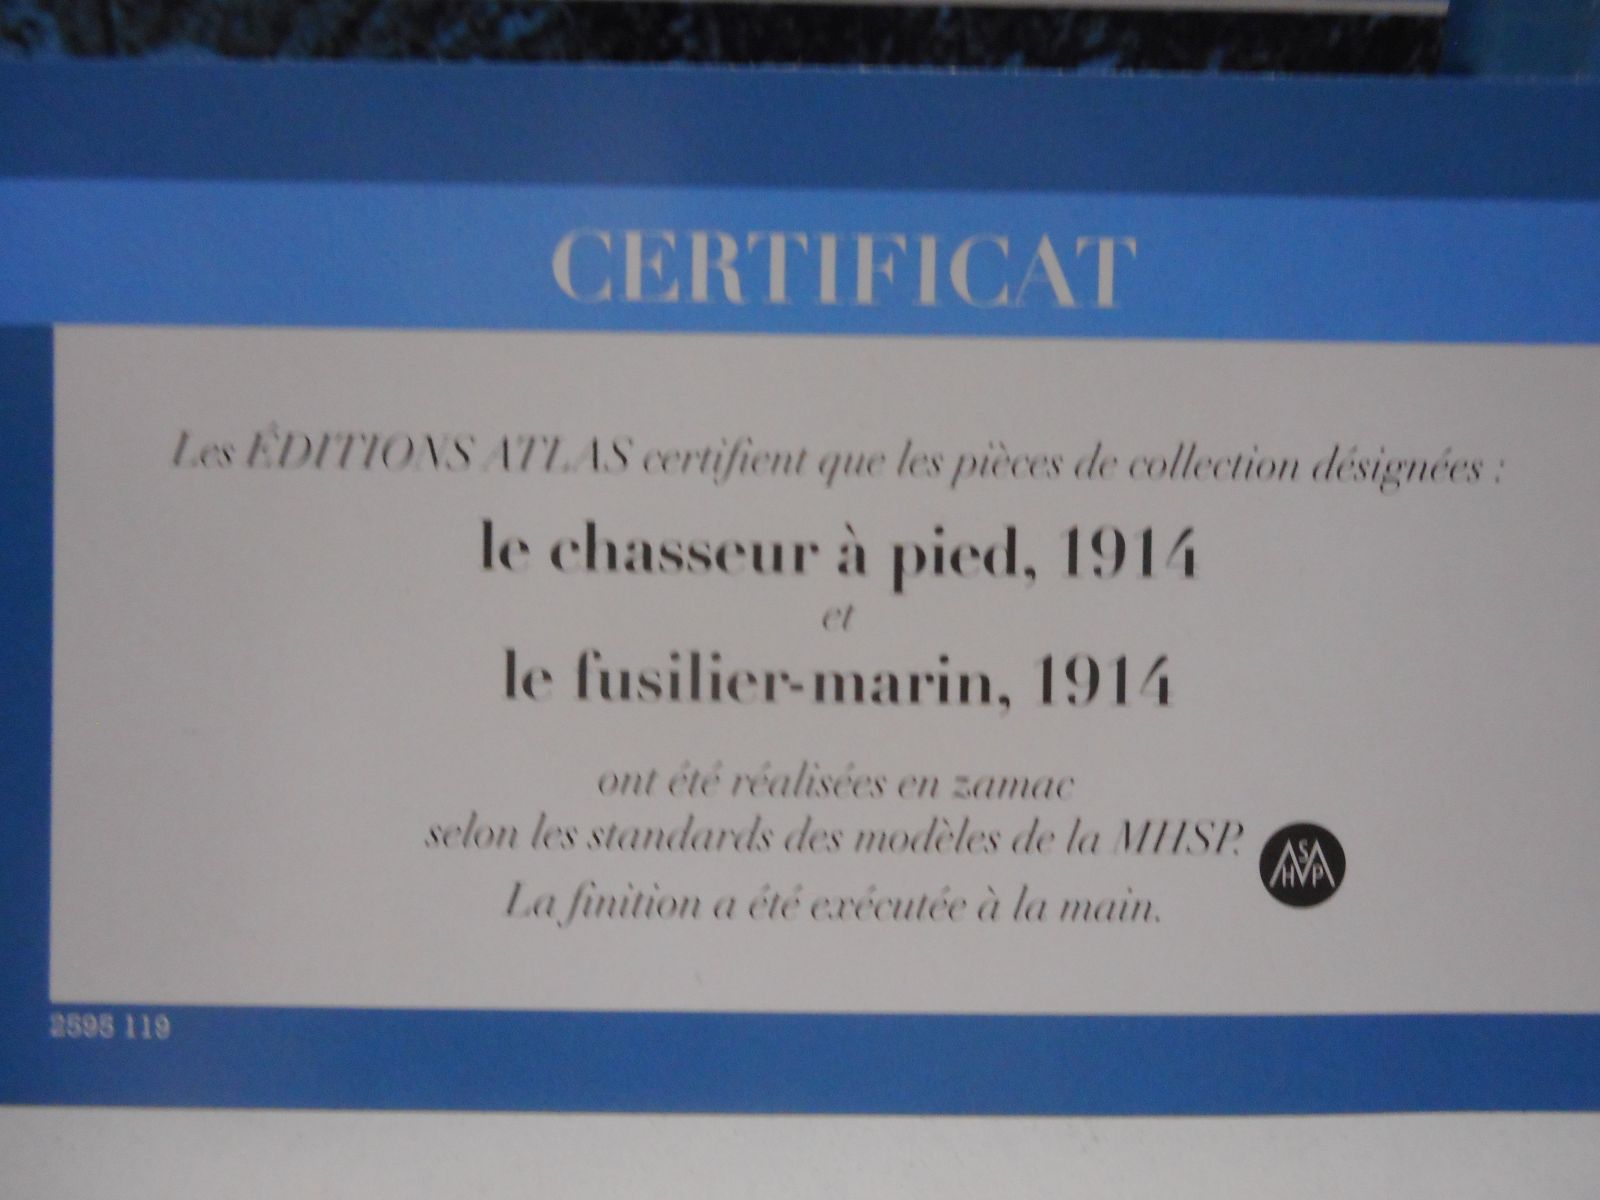 CERTIFICAT
Les ÉDITIONS ATLAS certifient que les pièces de collection désignées :
le chasseur à pied, 1914
et
le fusilier-marin, 1914
ont été réalisées en zamac
selon les standards des modèles de la MHSP.
La finition a été exécutée à la main.
MHSP
2595 119